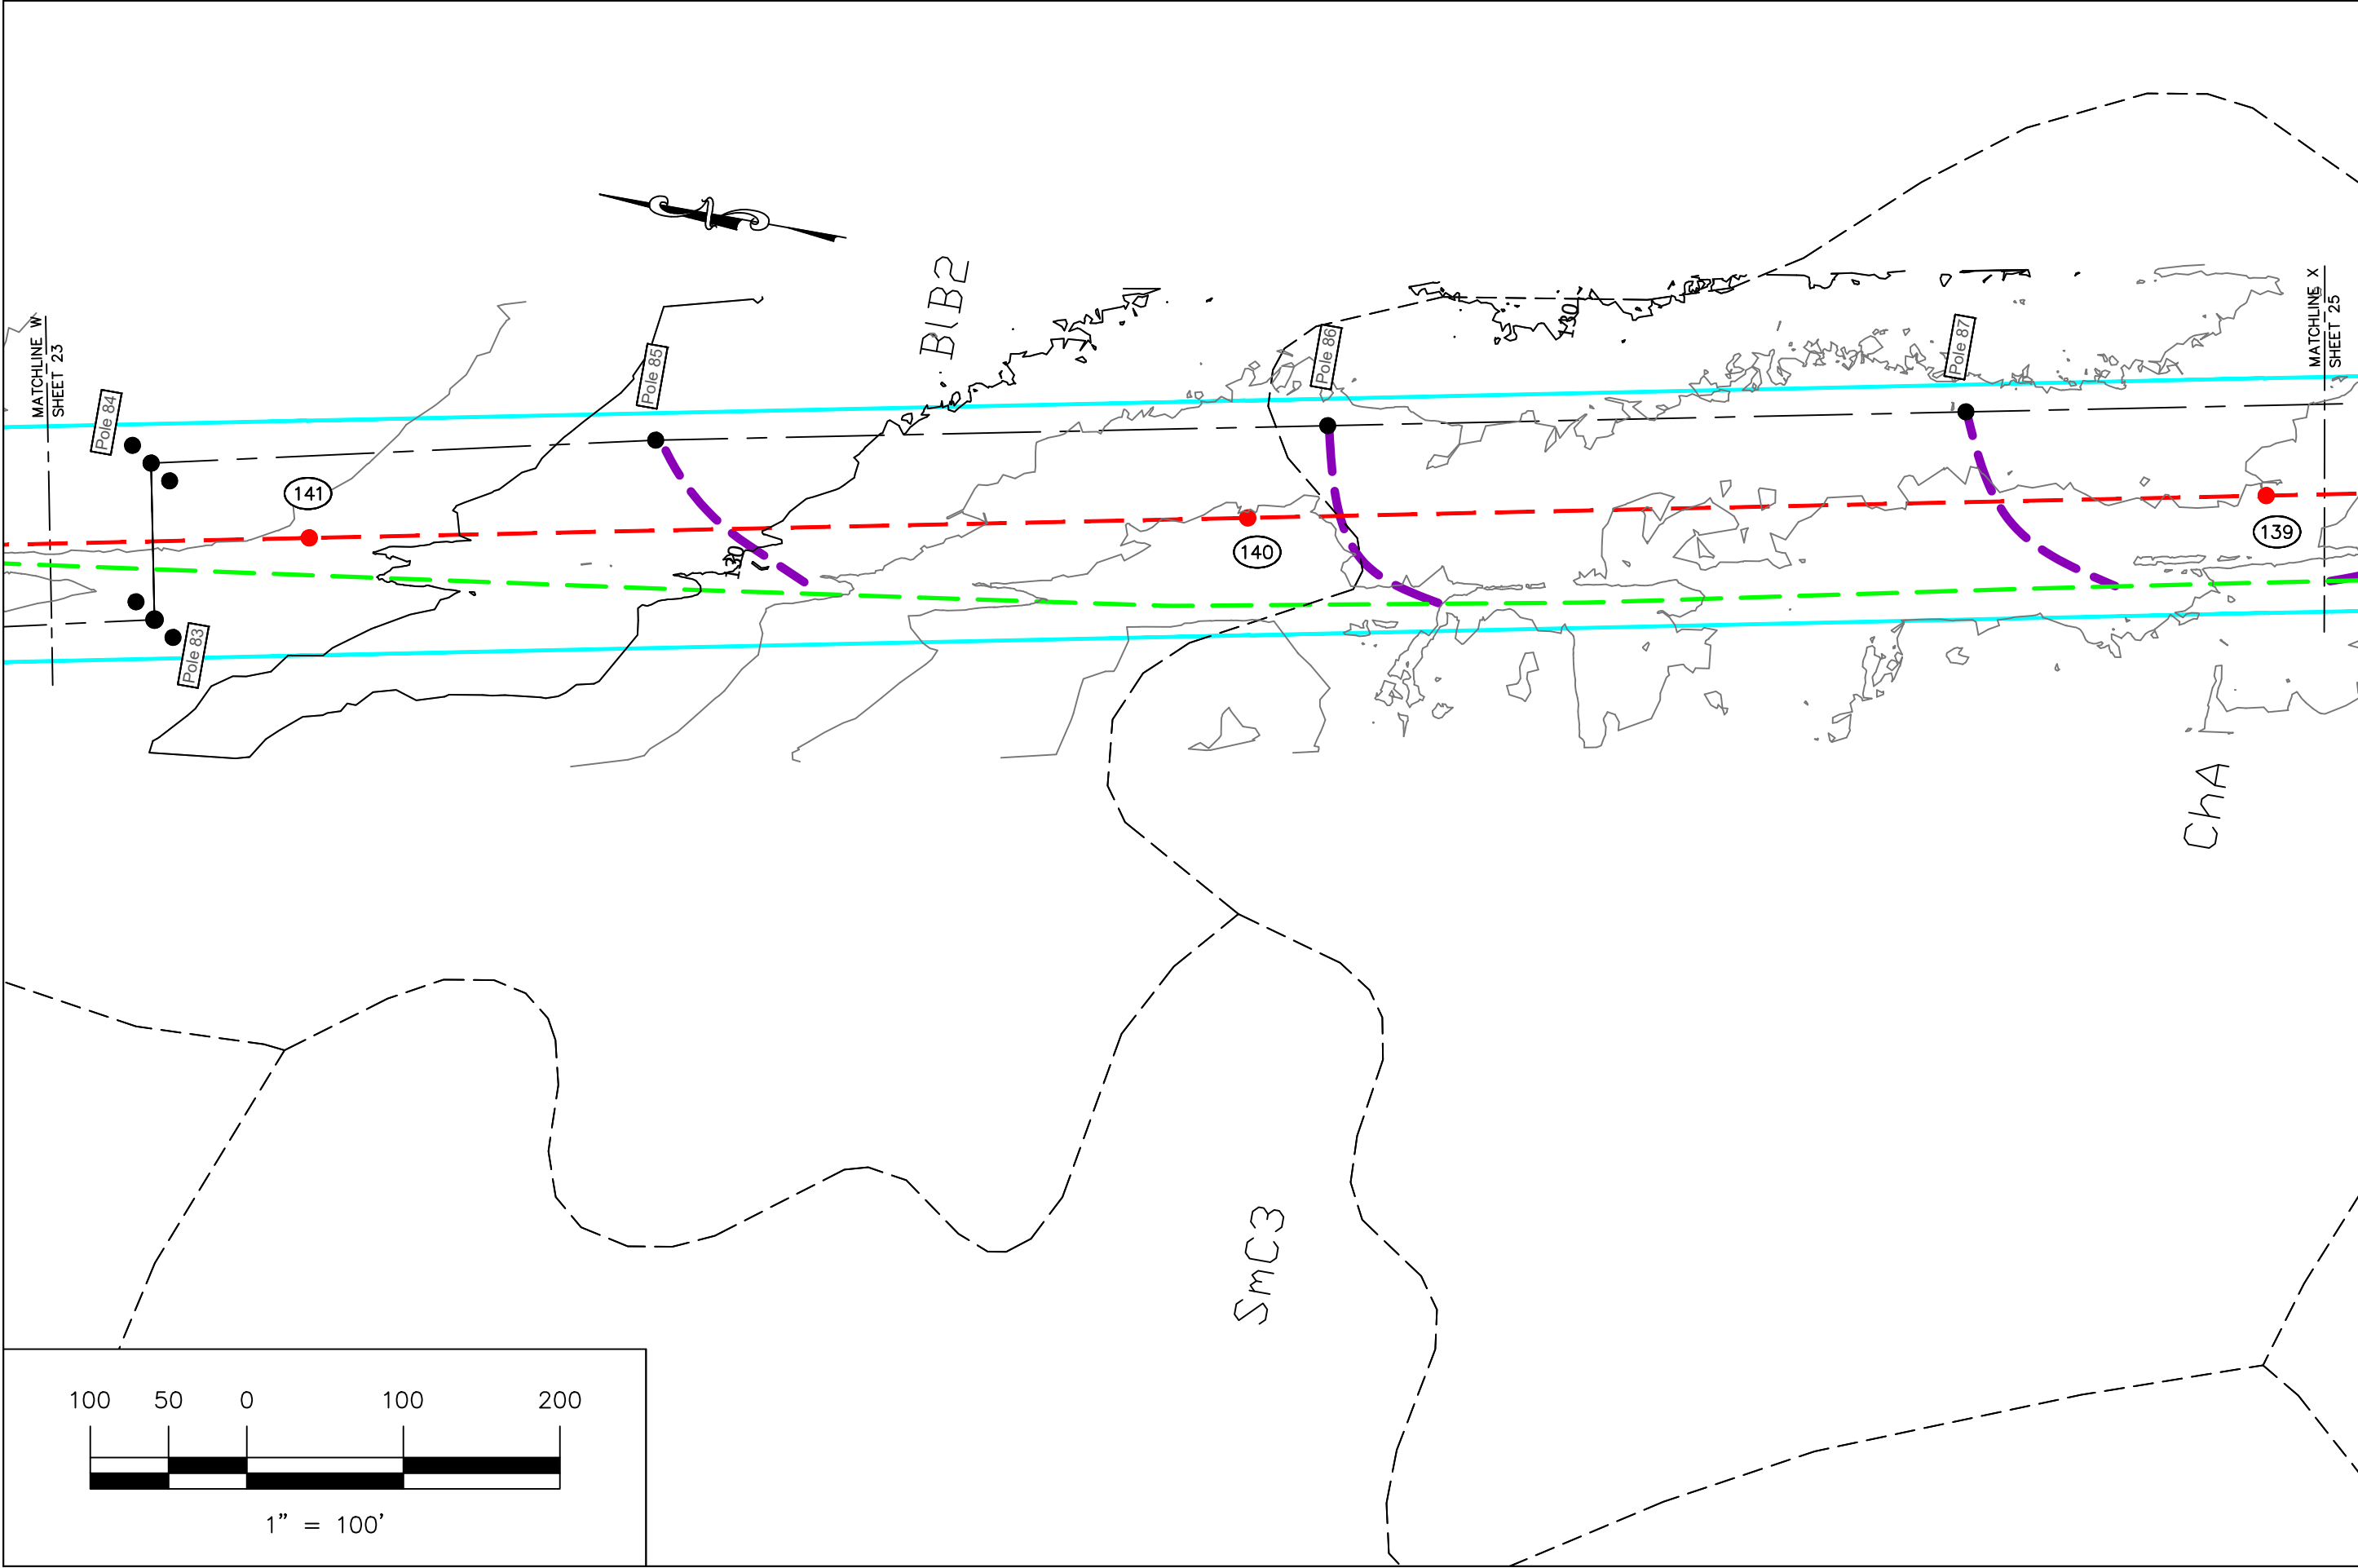 MATCHLINE W
SHEET 23
Pole 84
Pole 83
141
Pole 85
130
BlB2
N
140
Pole 86
130
Pole 87
139
MATCHLINE X
SHEET 25
ChA
SmC3
100 50 0 100 200
1" = 100'